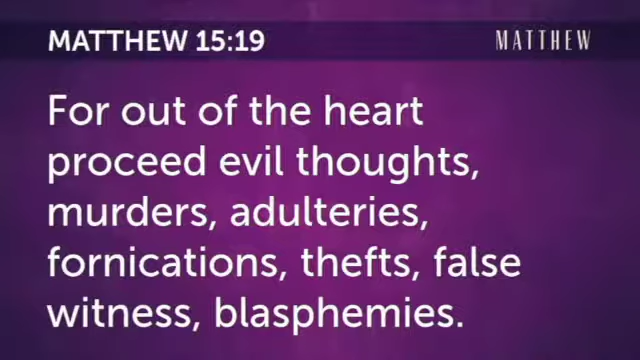 MATTHEW 15:19
MATTHEW
For out of the heart
proceed evil thoughts,
murders, adulteries,
fornications, thefts, false
witness, blasphemies.